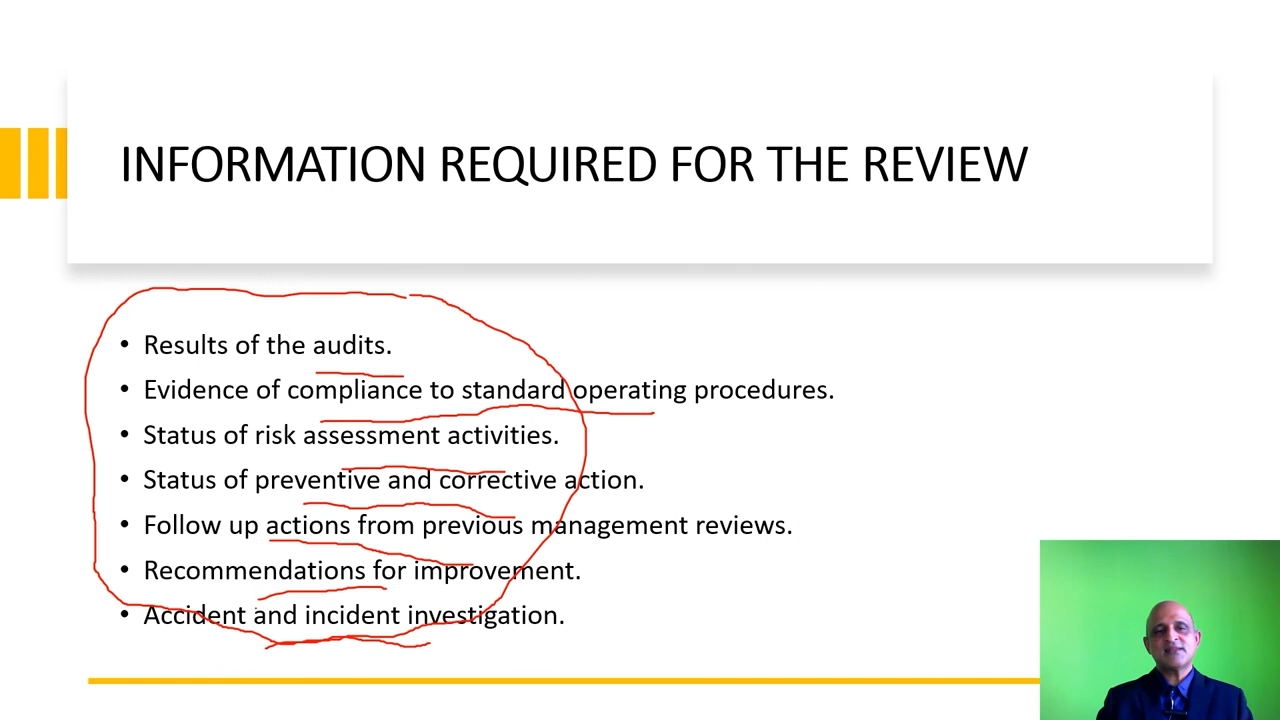 INFORMATION REQUIRED FOR THE REVIEW
• Results of the audits.
• Evidence of compliance to standard operating procedures.
• Status of risk assessment activities.
• Status of preventive and corrective action.
• Follow up actions from previous management reviews.
• Recommendations for improvement.
• Accident and incident investigation.